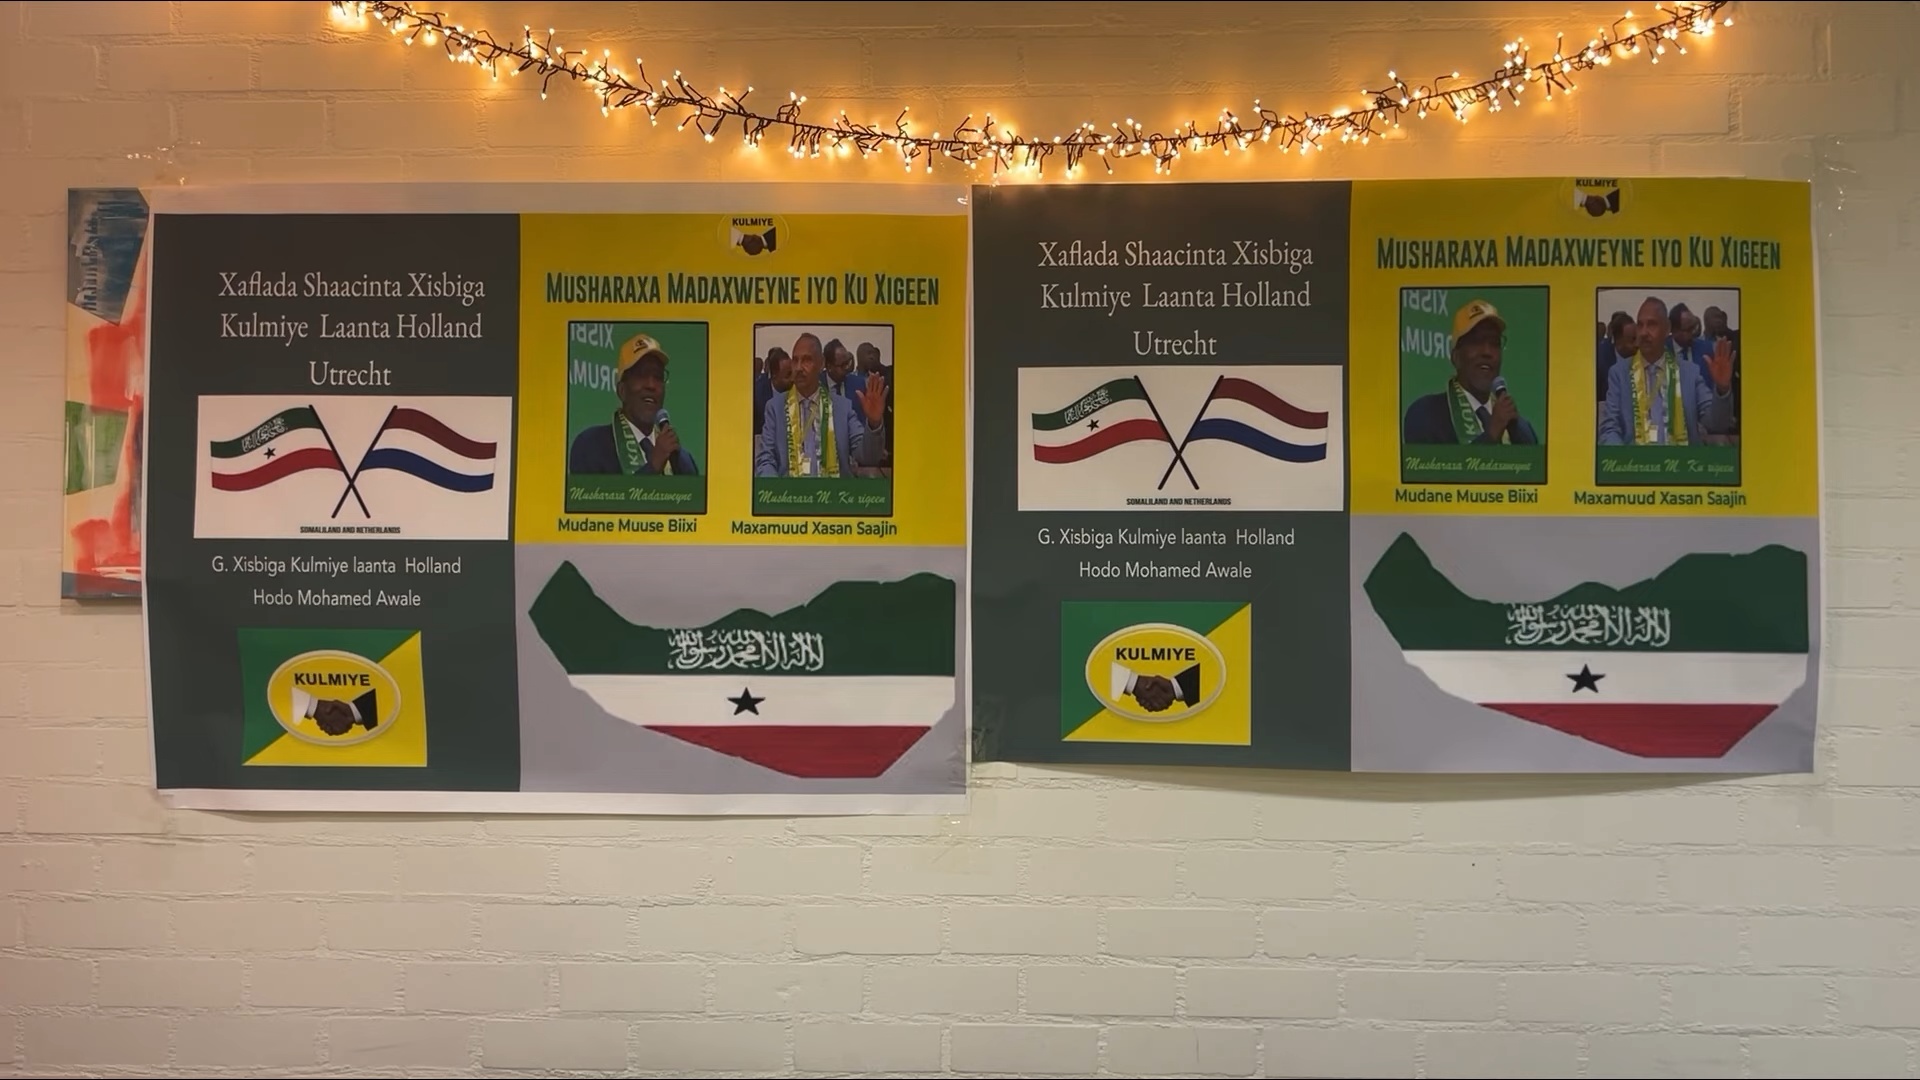 Xaflada Shaacinta Xisbiga
Kulmiye Laanta Holland
Utrecht
SOMALILAND AND NETHERLANDS
G. Xisbiga Kulmiye laanta Holland
Hodo Mohamed Awale
KULMIYE
KULMIYE
MUSHARAXA MADAXWEYNE IYO KU XIGEEN
Musharaxa Madaxweyne
Musharaxa M. Ku xigeen
Mudane Muuse Biixi
Maxamuud Xasan Saajin
لا إله إلا الله محمد رسول الله
Xaflada Shaacinta Xisbiga
Kulmiye Laanta Holland
Utrecht
SOMALILAND AND NETHERLANDS
G. Xisbiga Kulmiye laanta Holland
Hodo Mohamed Awale
KULMIYE
KULMIYE
MUSHARAXA MADAXWEYNE IYO KU XIGEEN
Musharaxa Madaxweyne
Musharaxa M. Ku xigeen
Mudane Muuse Biixi
Maxamuud Xasan Saajin
لا إله إلا الله محمد رسول الله